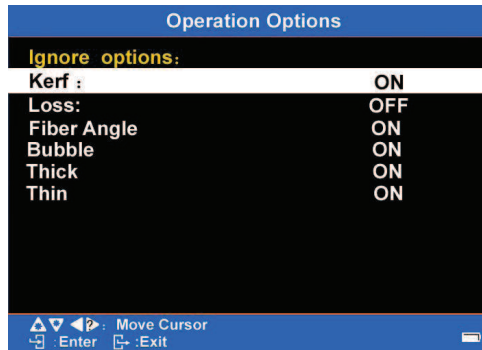 Operation Options
Ignore options：
Kerf： ON
Loss: OFF
Fiber Angle ON
Bubble ON
Thick ON
Thin ON
?：Move Cursor
:Enter :Exit